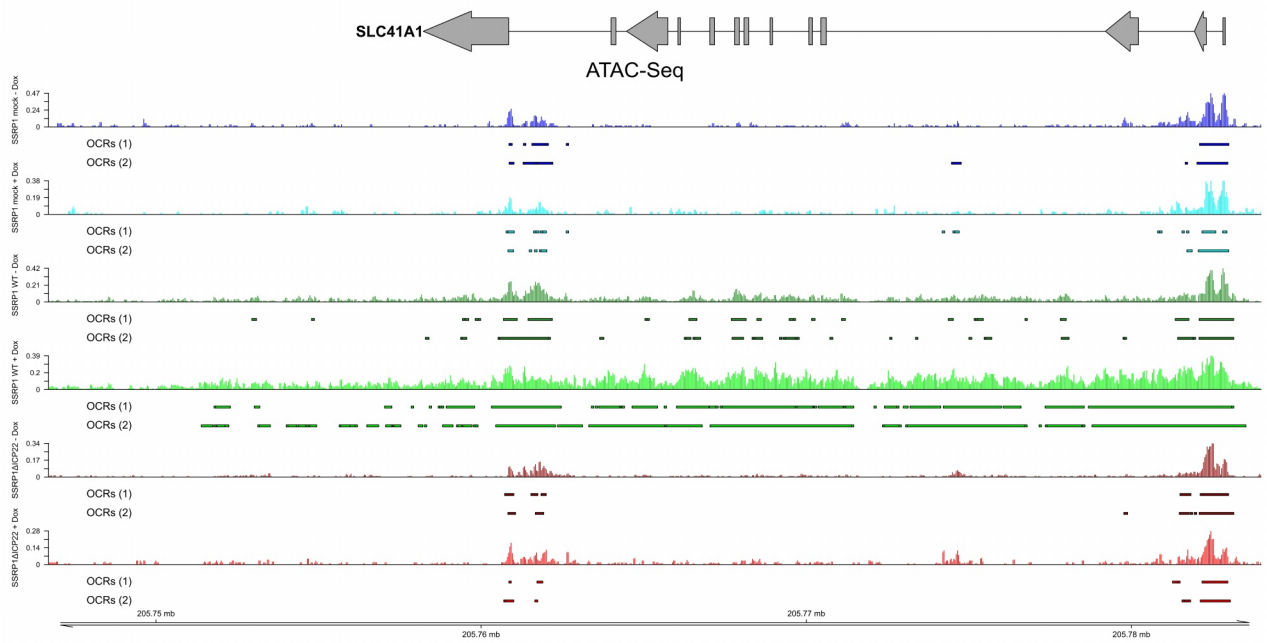 SLC41A1
ATAC-Seq
SSRP1 mock - Dox
0.47
0.24
0
OCRs (1)
OCRs (2)
SSRP1 mock + Dox
0.38
0.19
0
OCRs (1)
OCRs (2)
SSRP1 WT - Dox
0.42
0.21
0
OCRs (1)
OCRs (2)
SSRP1 WT + Dox
0.39
0.2
0
OCRs (1)
OCRs (2)
SSRP1ΔICP22 - Dox
0.34
0.17
0
OCRs (1)
OCRs (2)
SSRP1ΔICP22 + Dox
0.28
0.14
0
OCRs (1)
OCRs (2)
205.75 mb
205.76 mb
205.77 mb
205.78 mb